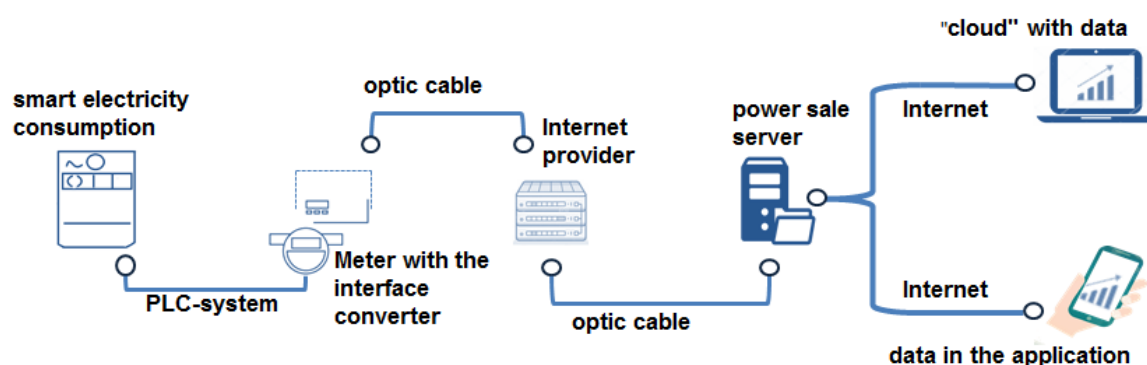 "cloud" with data
optic cable
smart electricity
consumption
power sale
server
Internet
Internet
provider
Meter with the
interface
converter
PLC-system
optic cable
Internet
data in the application